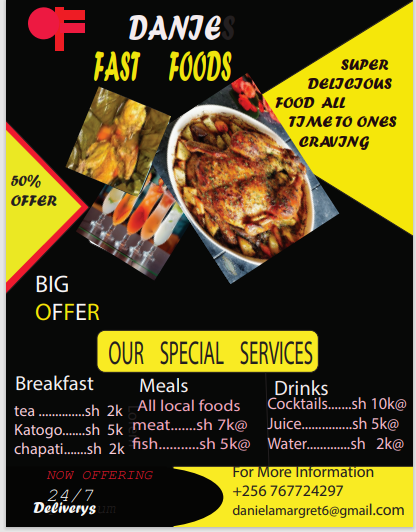 DANIES
FAST FOODS
SUPER
DELICIOUS
FOOD ALL
TIME TO ONES
CRAVING
50%
OFFER
BIG
OFFER
OUR SPECIAL SERVICES
Breakfast
tea ..............sh 2k
Katogo.......sh 5k
chapati.......sh 2k
Meals
All local foods
meat.......sh 7k@
fish...........sh 5k@
Drinks
Cocktails.......sh 10k@
Juice...............sh 5k@
Water.............sh 2k@
NOW OFFERING
24/7
Deliverys
For More Information
+256 767724297
danielamargret6@gmail.com